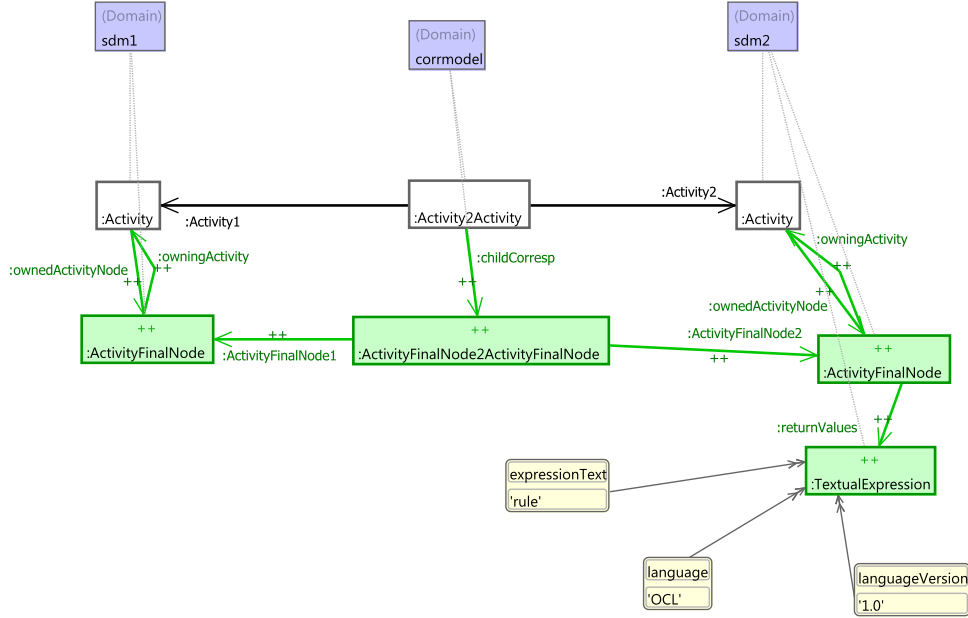 (Domain)
sdm1
(Domain)
corrmodel
(Domain)
sdm2
:Activity
:Activity1
:Activity2Activity
:Activity2
:Activity
:ownedActivityNode
++
:owningActivity
++
:childCorresp
++
:owningActivity
++
++
:ownedActivityNode
++
:ActivityFinalNode
++
:ActivityFinalNode1
++
:ActivityFinalNode2ActivityFinalNode
:ActivityFinalNode2
++
++
:ActivityFinalNode
++
:returnValues
++
:TextualExpression
expressionText
'rule'
language
'OCL'
languageVersion
'1.0'